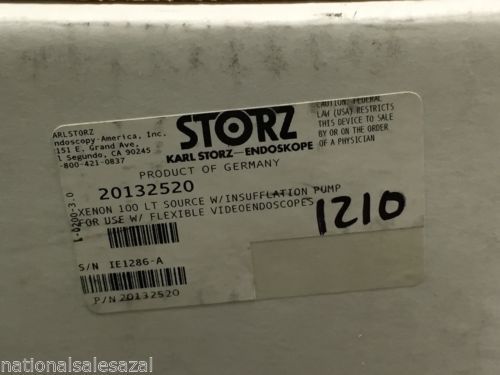 ARLSTORZ
ndoscopy-America, Inc.
151 E. Grand Ave,
l Segundo, CA 90245
-800-421-0837
STORZ
KARL STORZ—ENDOSKOPE
PRODUCT OF GERMANY
CAUTION: FEDERAL
LAW (USA) RESTRICTS
THIS DEVICE TO SALE
BY OR ON THE ORDER
OF A PHYSICIAN
20132520
XENON 100 LT SOURCE W/INSUFFLATION PUMP
FOR USE W/ FLEXIBLE VIDEOENDOSCOPES
1210
S/N IE1286-A
P/N 20132520
nationalsalesazal